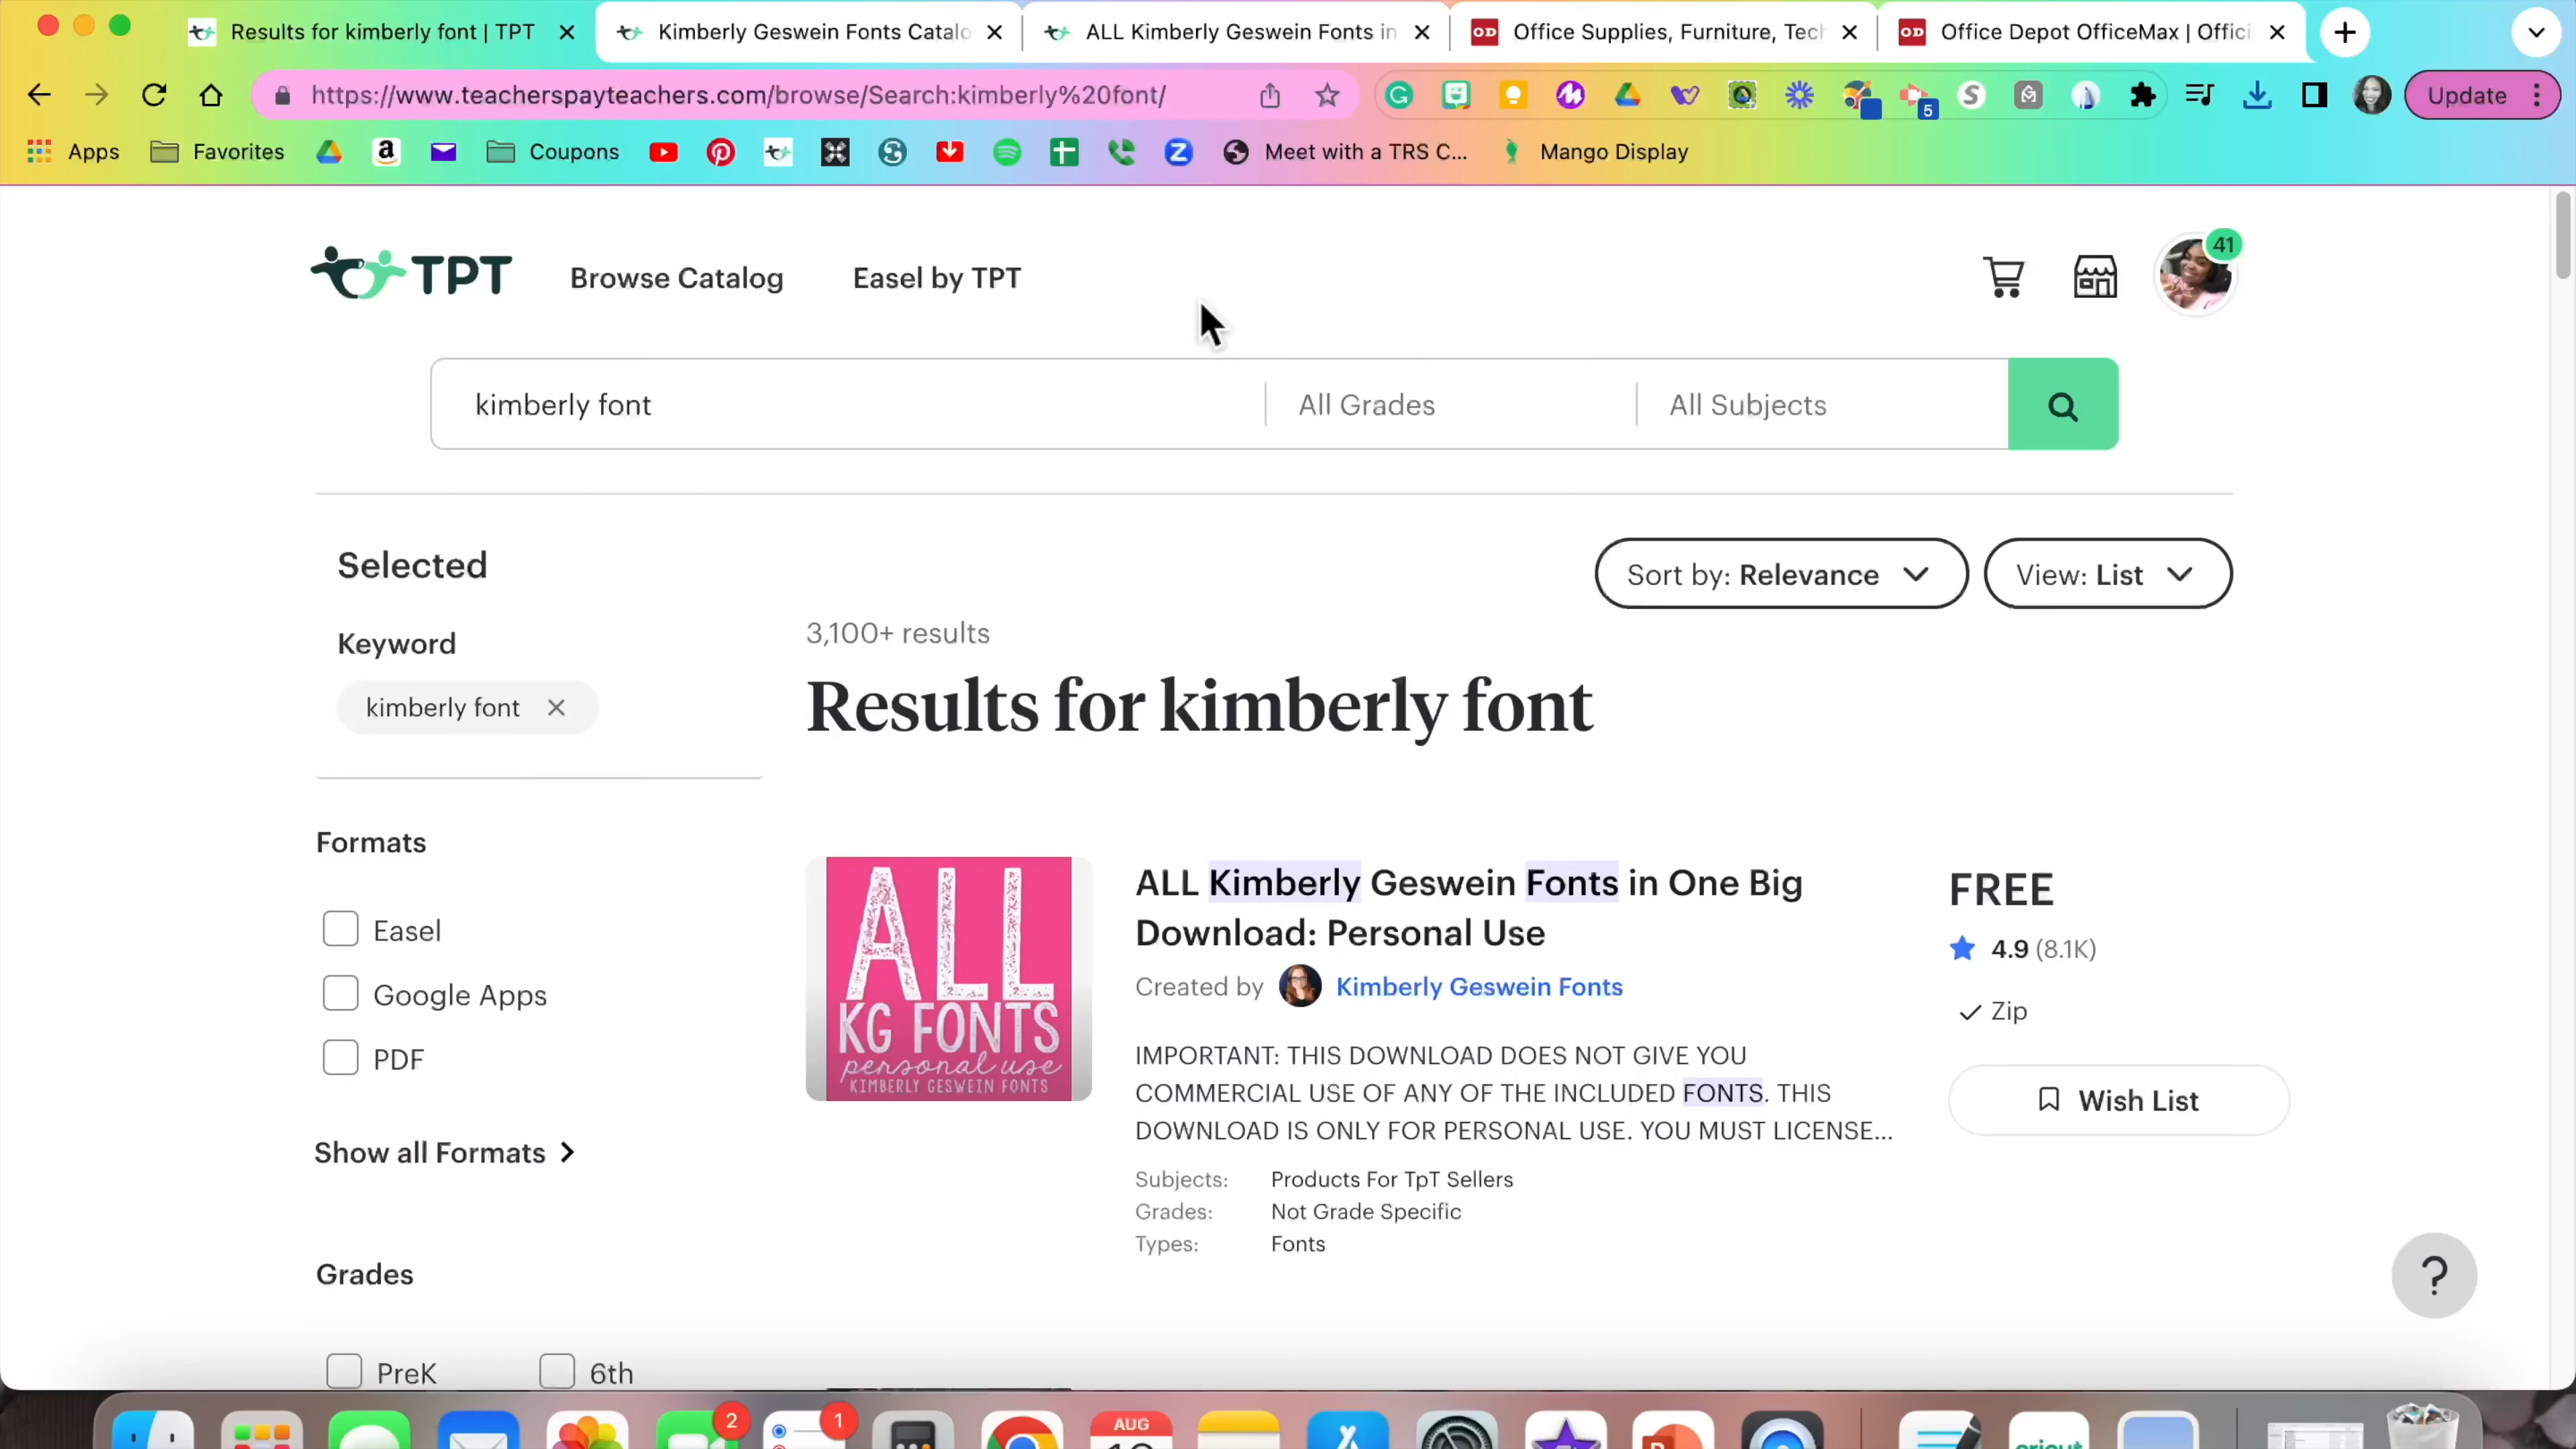 Results for kimberly font | TPT
Kimberly Geswein Fonts Catalo
ALL Kimberly Geswein Fonts in
OD Office Supplies, Furniture, Tech
OD Office Depot OfficeMax | Offici
https://www.teacherspayteachers.com/browse/Search:kimberly%20font/
5
Update
Apps
Favorites
Coupons
Meet with a TRS C...
Mango Display
TPT
Browse Catalog
Easel by TPT
41
kimberly font
All Grades
All Subjects
Selected
Sort by: Relevance
View: List
Keyword
kimberly font
3,100+ results
Results for kimberly font
Formats
Easel
Google Apps
PDF
Show all Formats
Grades
PreK
6th
ALL
KG FONTS
personal use
KIMBERLY GESWEIN FONTS
ALL Kimberly Geswein Fonts in One Big
Download: Personal Use
Created by Kimberly Geswein Fonts
IMPORTANT: THIS DOWNLOAD DOES NOT GIVE YOU
COMMERCIAL USE OF ANY OF THE INCLUDED FONTS. THIS
DOWNLOAD IS ONLY FOR PERSONAL USE. YOU MUST LICENSE...
Subjects: Products For TpT Sellers
Grades: Not Grade Specific
Types: Fonts
FREE
4.9 (8.1K)
Zip
Wish List
?
2
1
AUG